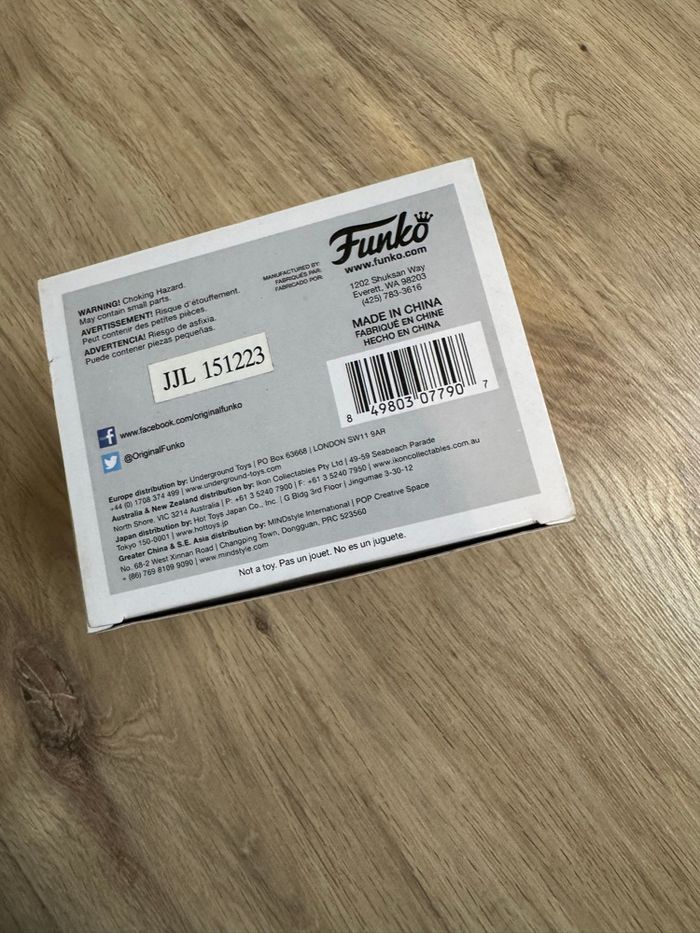 WARNING! Choking Hazard.
May contain small parts.
AVERTISSEMENT! Risque d'étouffement.
Peut contenir des petites pièces.
ADVERTENCIA! Riesgo de asfixia.
Puede contener piezas pequeñas.
MANUFACTURED BY:
FABRIQUÉS PAR:
FABRICADO POR:
Funko
www.funko.com
1202 Shuksan Way
Everett, WA 98203
(425) 783-3616
MADE IN CHINA
FABRIQUÉ EN CHINE
HECHO EN CHINA
JJL 151223
8 49803 07790 7
www.facebook.com/originalfunko
@OriginalFunko
Europe distribution by: Underground Toys | PO Box 63668 | LONDON SW11 9AR
+44 (0) 1708 374 499 | www.underground-toys.com
Australia & New Zealand distribution by: Ikon Collectables Pty Ltd | 49-59 Seabeach Parade
North Shore, VIC 3214 Australia | P: +61 3 5240 7900 | F: +61 3 5240 7950 | www.ikoncollectables.com.au
Japan distribution by: Hot Toys Japan Co., Inc. | G Bldg 3rd Floor | Jingumae 3-30-12
Tokyo 150-0001 | www.hottoys.jp
Greater China & S.E. Asia distribution by: MINDstyle International | POP Creative Space
No. 68-2 West Xinnan Road | Changping Town, Dongguan, PRC 523560
+ (86) 769 8109 9090 | www.mindstyle.com
Not a toy. Pas un jouet. No es un juguete.